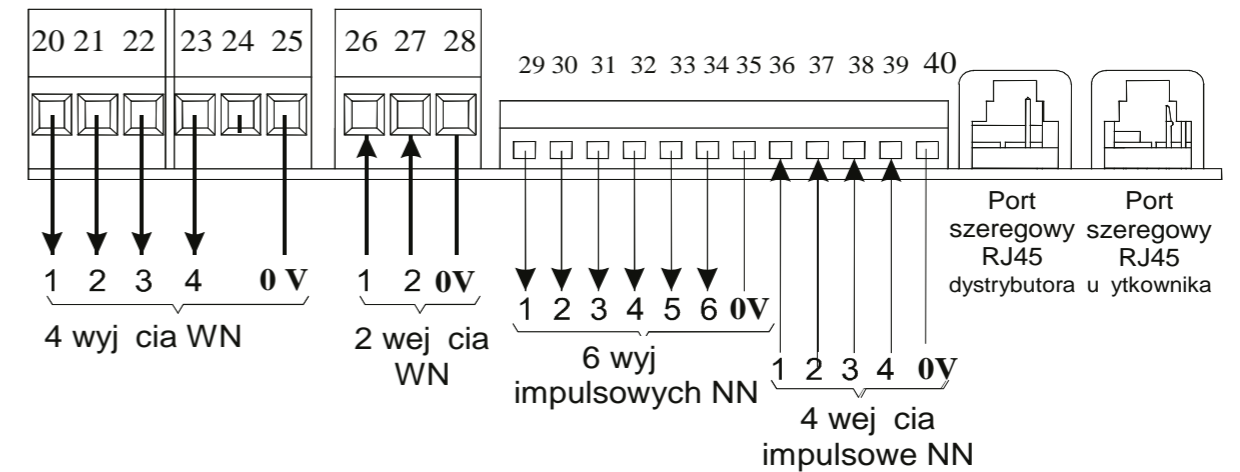 20 21 22 23 24 25 26 27 28
29 30 31 32 33 34 35 36 37 38 39 40
1 2 3 4 0 V
4 wyj cia WN
1 2 0V
2 wej cia
WN
1 2 3 4 5 6 0V
6 wyj
impulsowych NN
1 2 3 4 0V
4 wej cia
impulsowe NN
Port
szeregowy
RJ45
dystrybutora
Port
szeregowy
RJ45
u ytkownika